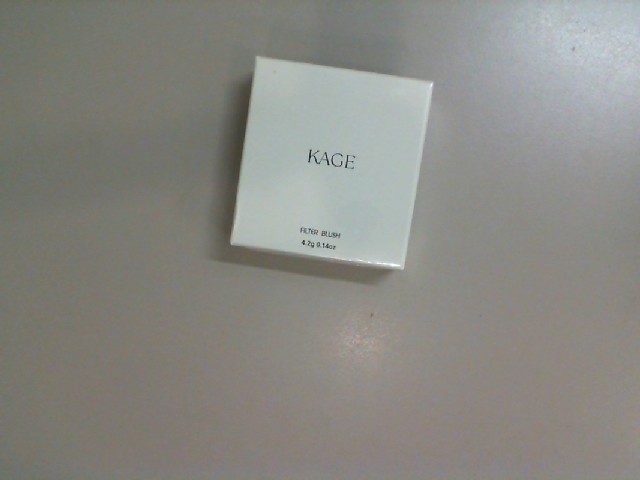 KAGE
FILTER BLUSH
4.2g 0.14oz